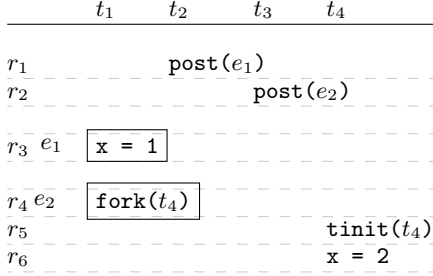 t₁ t₂ t₃ t₄
r₁ post(e₁)
r₂ post(e₂)
r₃ e₁ x = 1
r₄ e₂ fork(t₄)
r₅ tinit(t₄)
r₆ x = 2